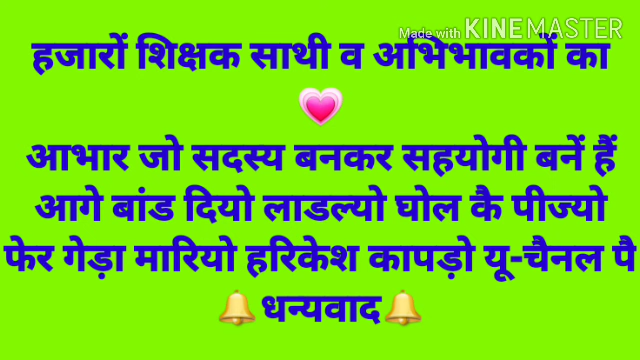 Made with KINEMASTER
हजारों शिक्षक साथी व अभिभावकों का
💗
आभार जो सदस्य बनकर सहयोगी बनें हैं
आगे बांड दियो लाडल्यो घोल कै पीज्यो
फेर गेड़ा मारियो हरिकेश कापड़ो यू-चैनल पै
🔔धन्यवाद🔔